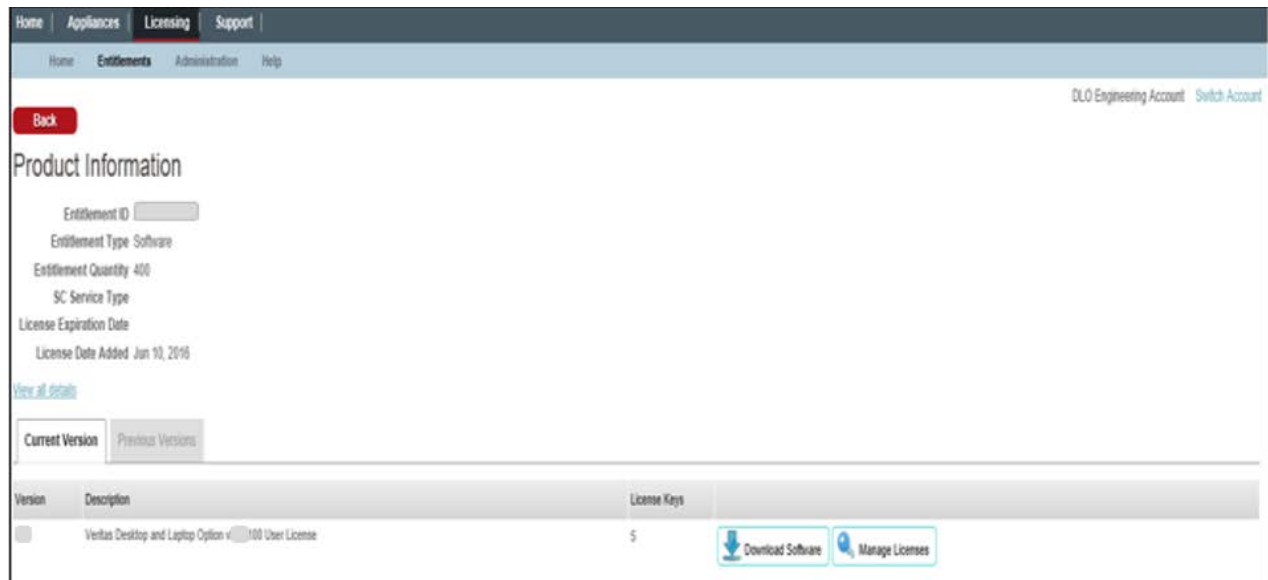 Home Appliances Licensing Support
Home Entitlements Administration Help
DLO Engineering Account Switch Account
Back
Product Information
Entitlement ID
Entitlement Type Software
Entitlement Quantity 400
SC Service Type
License Expiration Date
License Date Added Jun 10, 2016
View all details
Current Version Previous Versions
Version Description License Keys
Veritas Desktop and Laptop Option v 100 User License 5 Download Software Manage Licenses